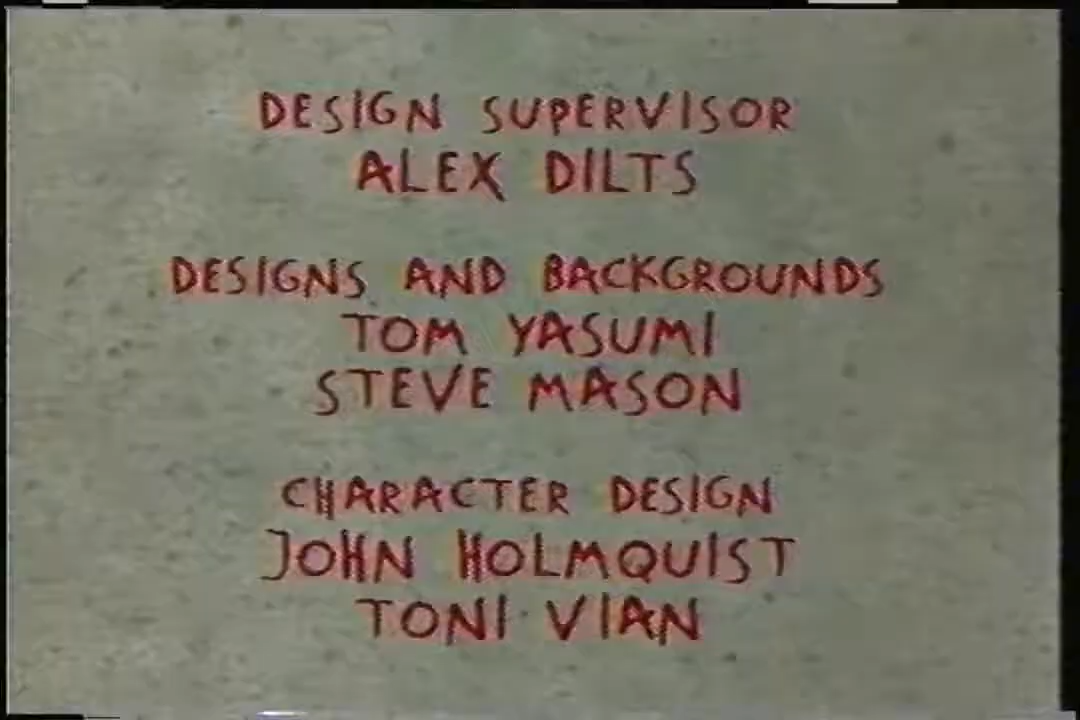 DESIGN SUPERVISOR
ALEX DILTS
DESIGNS AND BACKGROUNDS
TOM YASUMI
STEVE MASON
CHARACTER DESIGN
JOHN HOLMQUIST
TONI VIAN